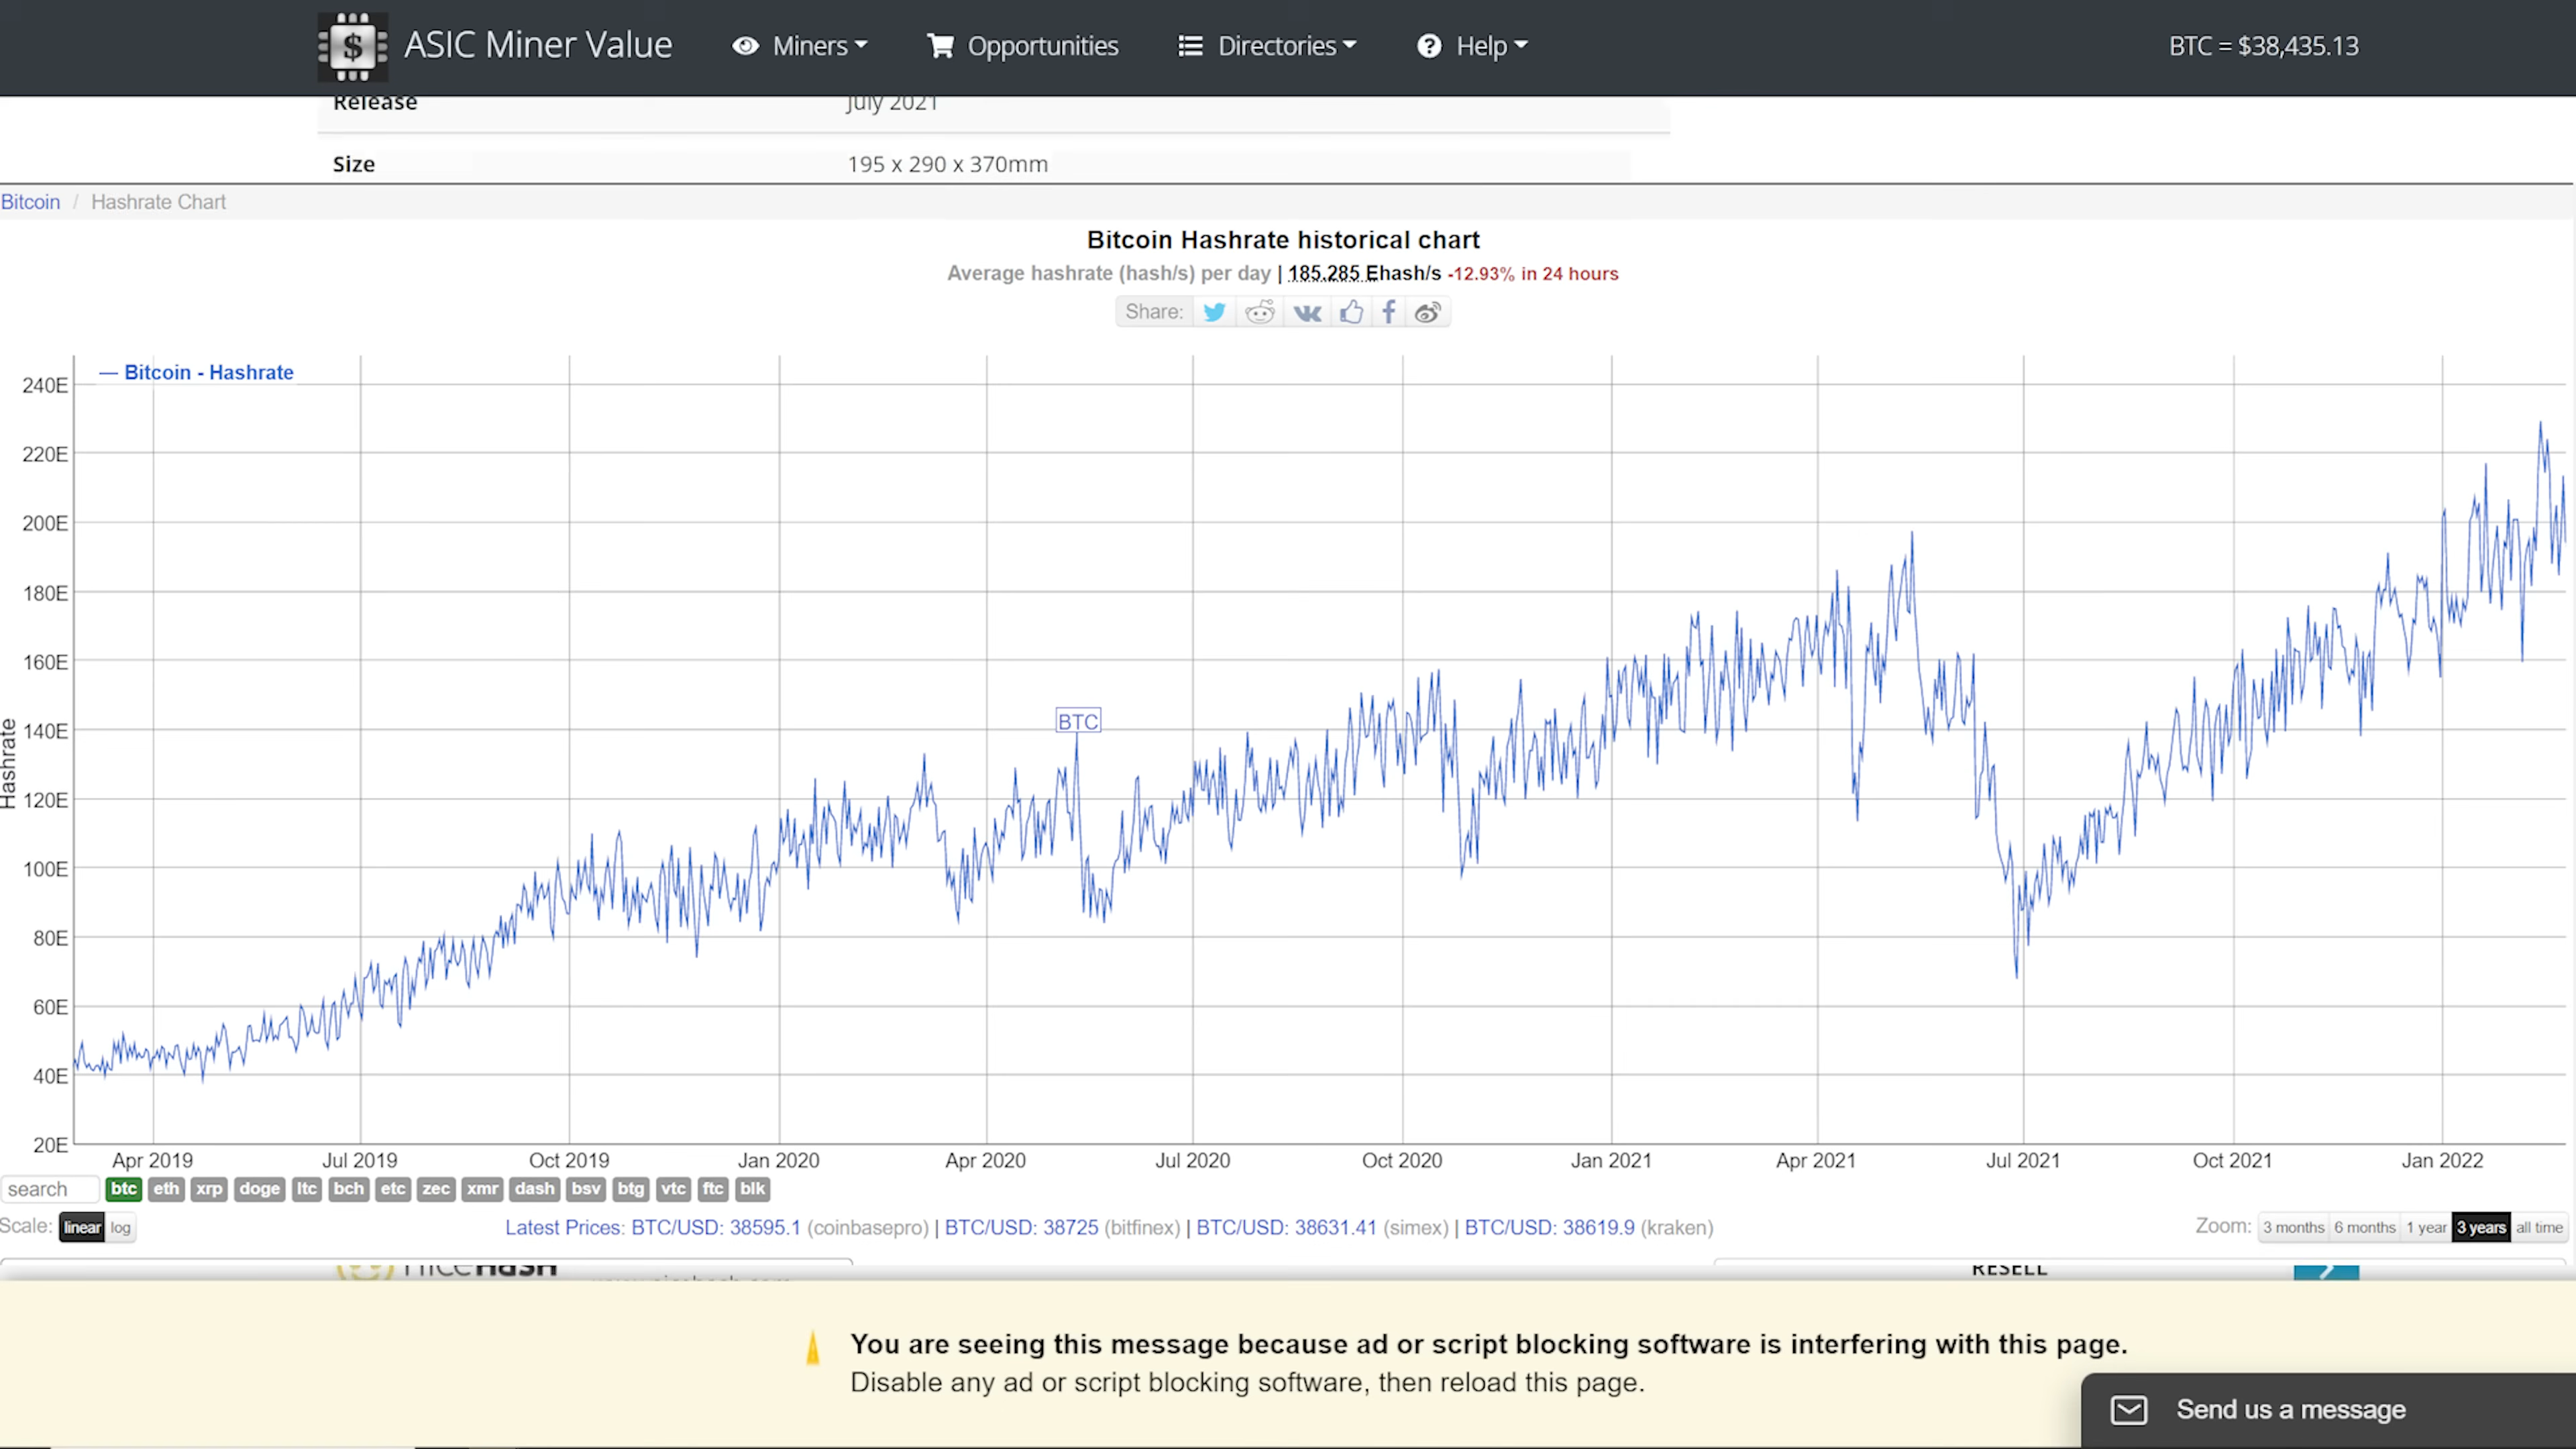 ASIC Miner Value Miners Opportunities Directories Help BTC = $38,435.13
Release July 2021
Size 195 x 290 x 370mm
Bitcoin / Hashrate Chart
Bitcoin Hashrate historical chart
Average hashrate (hash/s) per day | 185.285 Ehash/s -12.93% in 24 hours
Share:
— Bitcoin - Hashrate
240E
220E
200E
180E
160E
140E
120E
100E
80E
60E
40E
20E
Hashrate
BTC
Apr 2019 Jul 2019 Oct 2019 Jan 2020 Apr 2020 Jul 2020 Oct 2020 Jan 2021 Apr 2021 Jul 2021 Oct 2021 Jan 2022
search btc eth xrp doge ltc bch etc zec xmr dash bsv btg vtc ftc blk
Scale: linear log
Latest Prices: BTC/USD: 38595.1 (coinbasepro) | BTC/USD: 38725 (bitfinex) | BTC/USD: 38631.41 (simex) | BTC/USD: 38619.9 (kraken)
Zoom: 3 months 6 months 1 year 3 years all time
niceHash
RESELL
You are seeing this message because ad or script blocking software is interfering with this page.
Disable any ad or script blocking software, then reload this page.
Send us a message